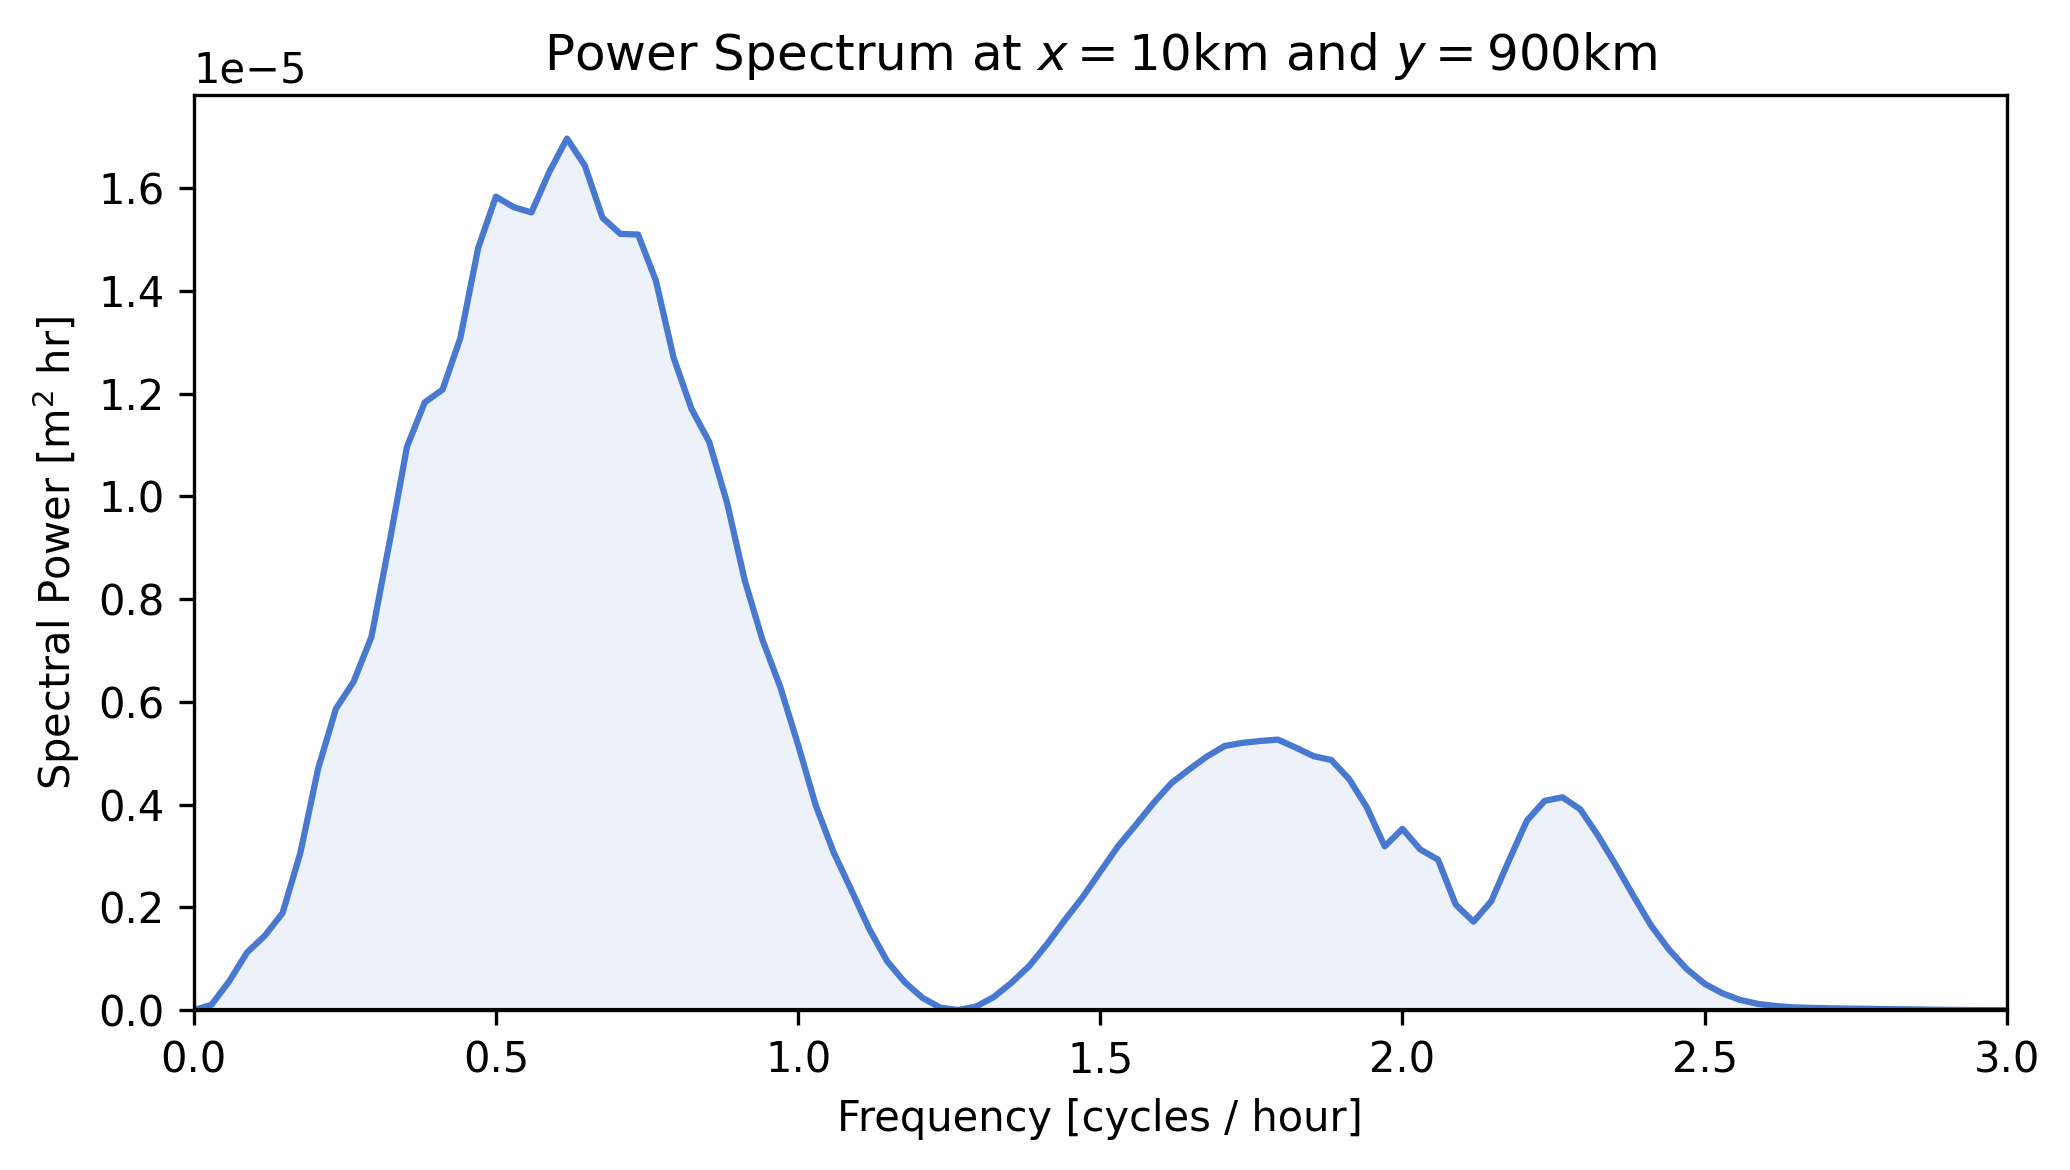 Power Spectrum at x = 10km and y = 900km
1e−5
Spectral Power [m² hr]
1.6
1.4
1.2
1.0
0.8
0.6
0.4
0.2
0.0
0.0 0.5 1.0 1.5 2.0 2.5 3.0
Frequency [cycles / hour]